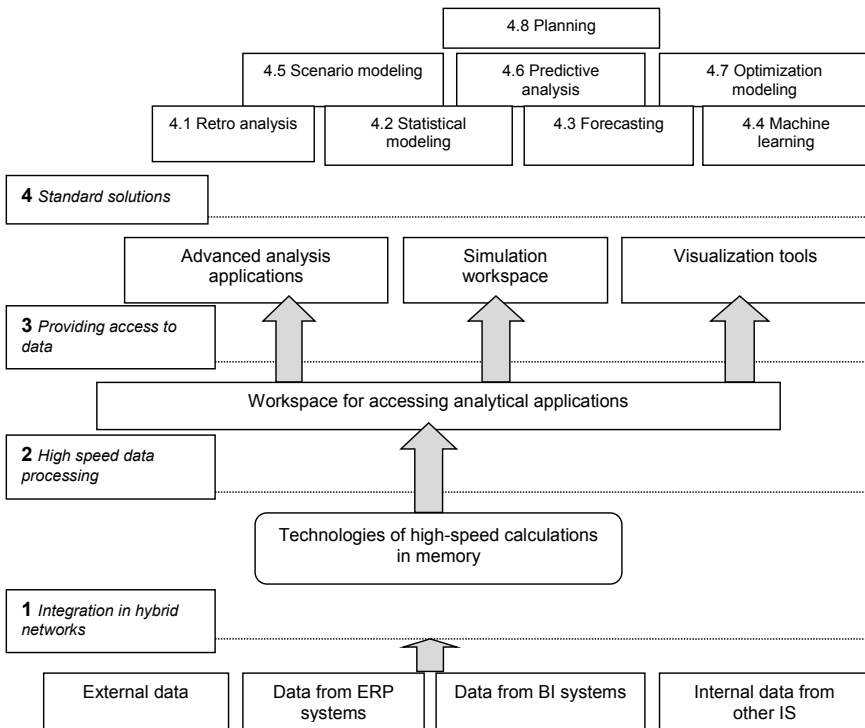 4.8 Planning
4.5 Scenario modeling
4.6 Predictive
analysis
4.7 Optimization
modeling
4.1 Retro analysis
4.2 Statistical
modeling
4.3 Forecasting
4.4 Machine
learning
4 Standard solutions
Advanced analysis
applications
Simulation
workspace
Visualization tools
3 Providing access to
data
Workspace for accessing analytical applications
2 High speed data
processing
Technologies of high-speed calculations
in memory
1 Integration in hybrid
networks
External data
Data from ERP
systems
Data from BI systems
Internal data from
other IS